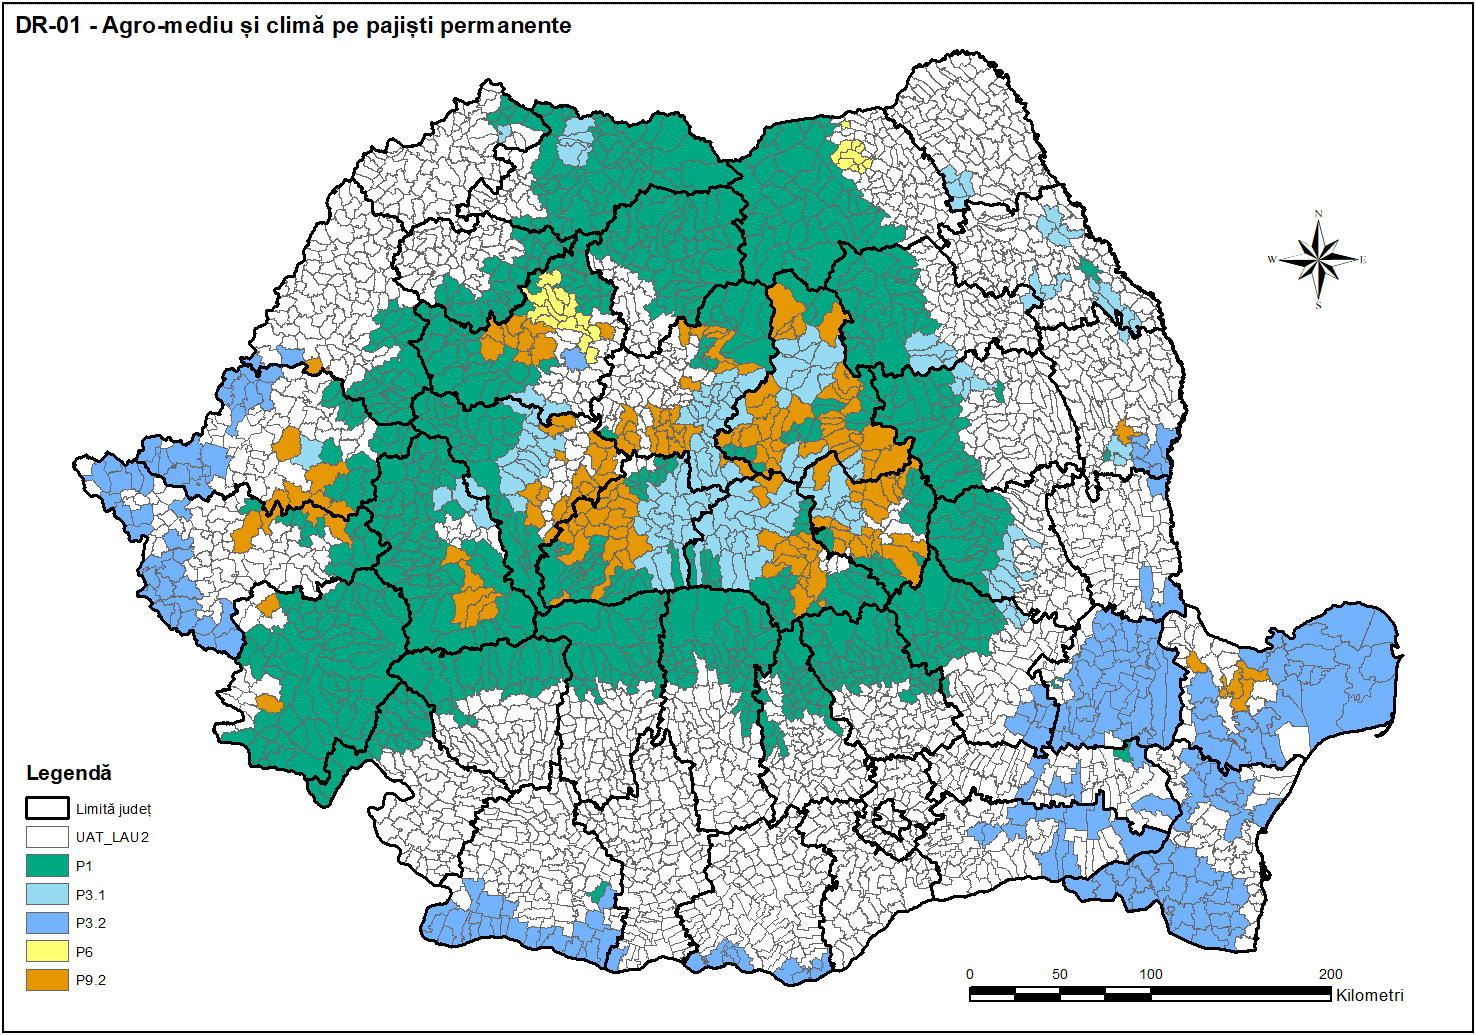 DR-01 - Agro-mediu și climă pe pajiști permanente
N
W E
S
Legendă
Limită județ
UAT_LAU2
P1
P3.1
P3.2
P6
P9.2
0 50 100 200
Kilometri